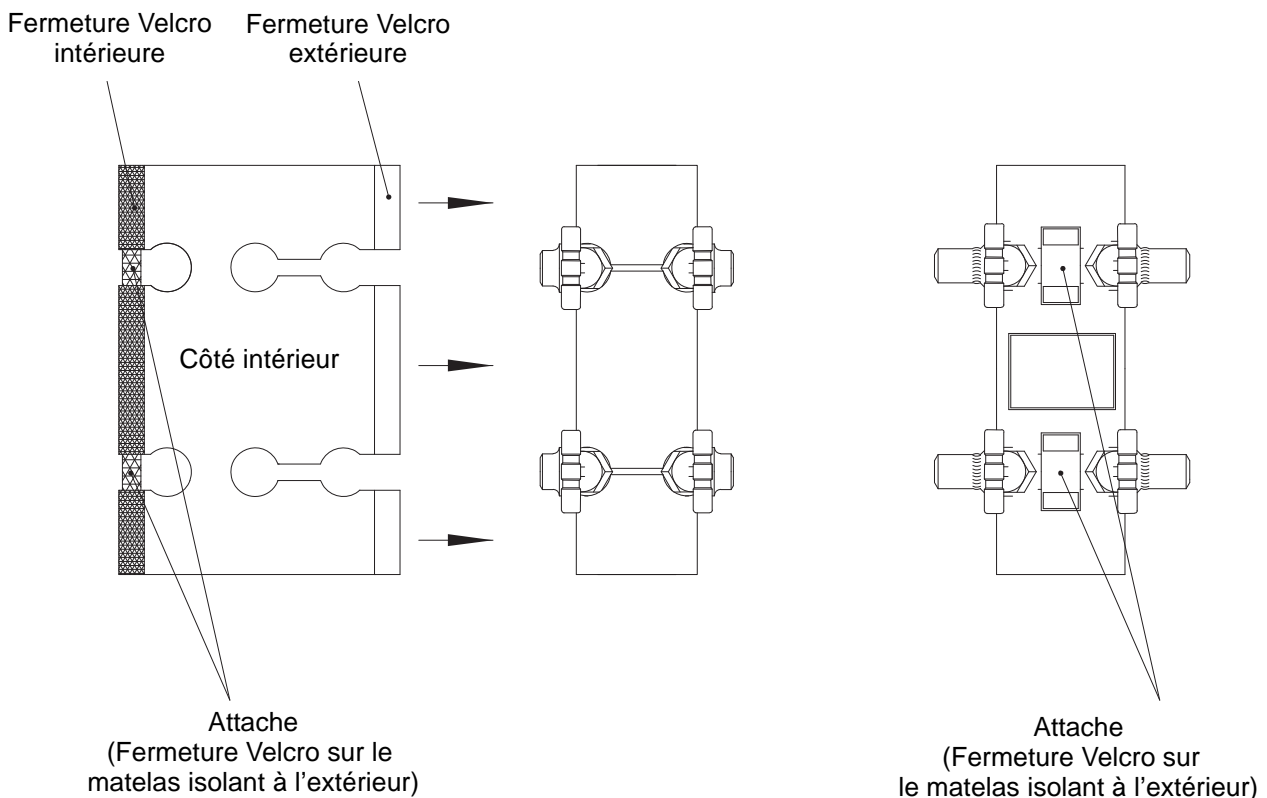 Fermeture Velcro
intérieure
Fermeture Velcro
extérieure
Côté intérieur
Attache
(Fermeture Velcro sur le
matelas isolant à l'extérieur)
Attache
(Fermeture Velcro sur
le matelas isolant à l'extérieur)